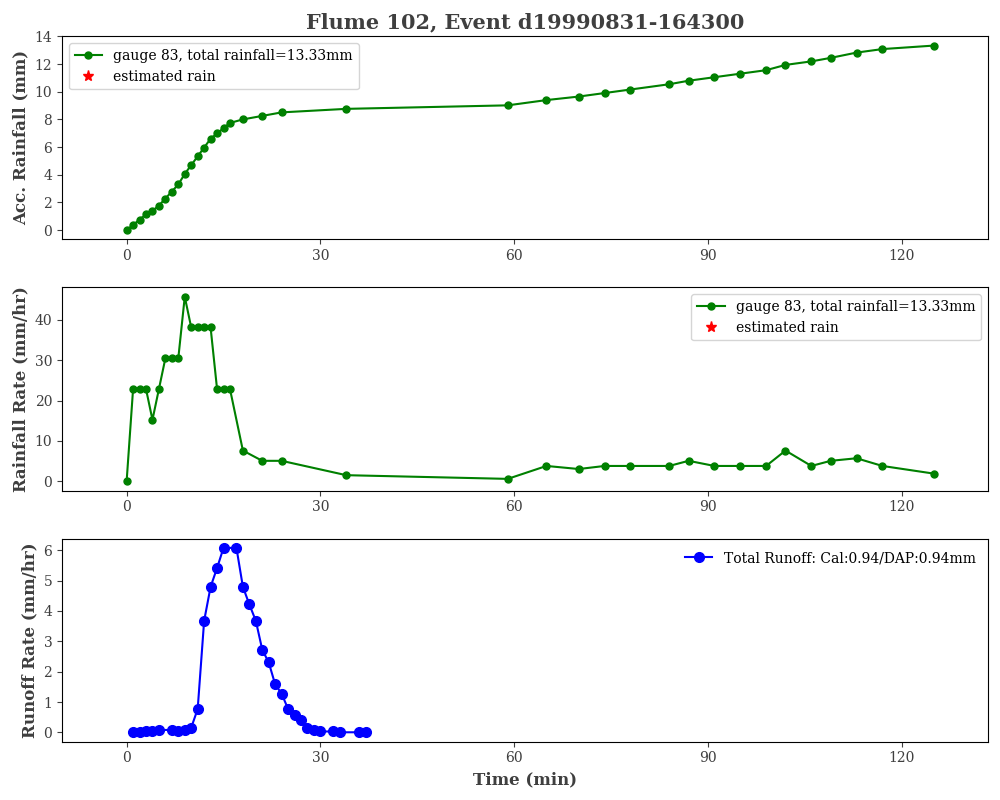 Flume 102, Event d19990831-164300
Acc. Rainfall (mm)
14
12
10
8
6
4
2
0
gauge 83, total rainfall=13.33mm
estimated rain
0 30 60 90 120
Rainfall Rate (mm/hr)
40
30
20
10
0
gauge 83, total rainfall=13.33mm
estimated rain
0 30 60 90 120
Runoff Rate (mm/hr)
6
5
4
3
2
1
0
Total Runoff: Cal:0.94/DAP:0.94mm
0 30 60 90 120
Time (min)